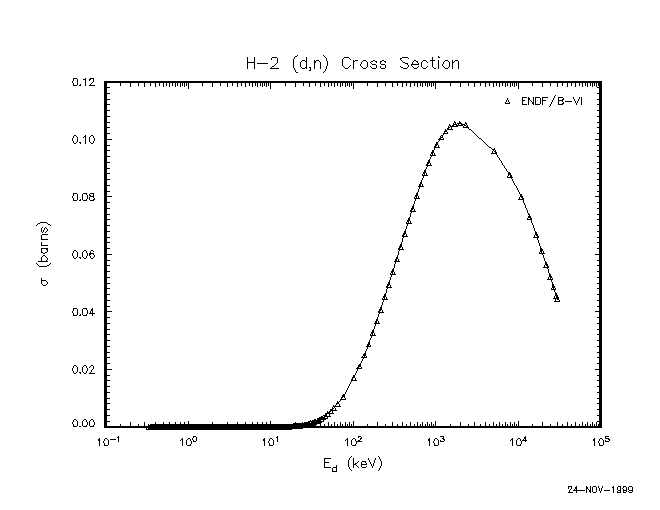 H-2 (d,n) Cross Section
△ ENDF/B-VI
0.12
0.10
0.08
0.06
0.04
0.02
0.00
σ (barns)
10⁻¹ 10⁰ 10¹ 10² 10³ 10⁴ 10⁵
E_d (keV)
24-NOV-1999